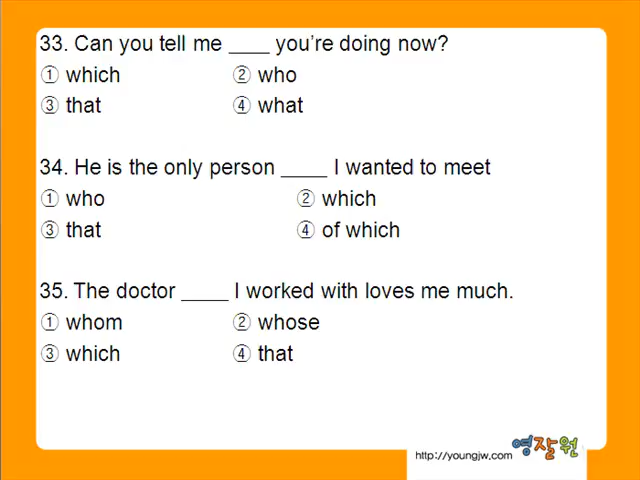 33. Can you tell me ____ you're doing now?
① which ② who
③ that ④ what
34. He is the only person ____ I wanted to meet
① who ② which
③ that ④ of which
35. The doctor ____ I worked with loves me much.
① whom ② whose
③ which ④ that
영잘원
http://youngjw.com